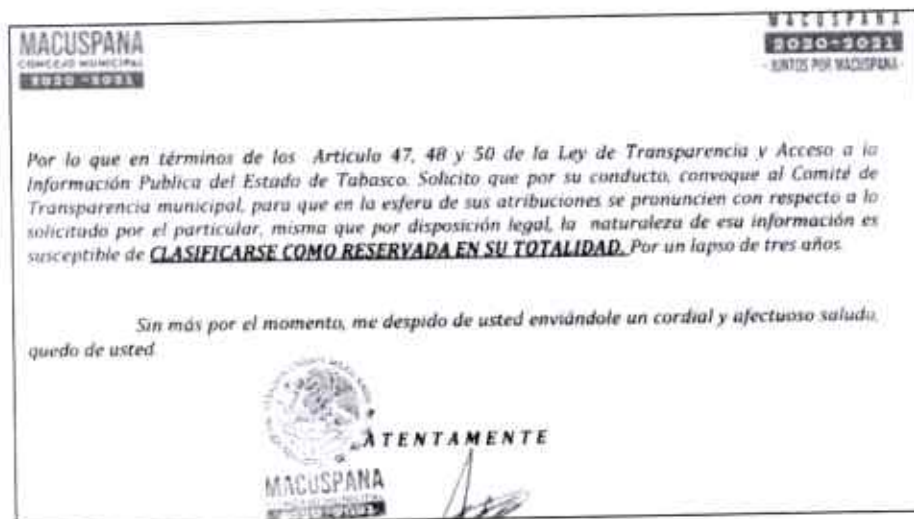 MACUSPANA
CONCEJO MUNICIPAL
2020 - 2021
MACUSPANA
2020-2021
- JUNTOS POR MACUSPANA -
Por lo que en términos de los Artículo 47, 48 y 50 de la Ley de Transparencia y Acceso a la
Información Publica del Estado de Tabasco. Solicito que por su conducto, convoque al Comité de
Transparencia municipal, para que en la esfera de sus atribuciones se pronuncien con respecto a lo
solicitado por el particular, misma que por disposición legal, la naturaleza de esa información es
susceptible de CLASIFICARSE COMO RESERVADA EN SU TOTALIDAD. Por un lapso de tres años.
Sin más por el momento, me despido de usted enviándole un cordial y afectuoso saludo,
quedo de usted.
ATENTAMENTE
MACUSPANA